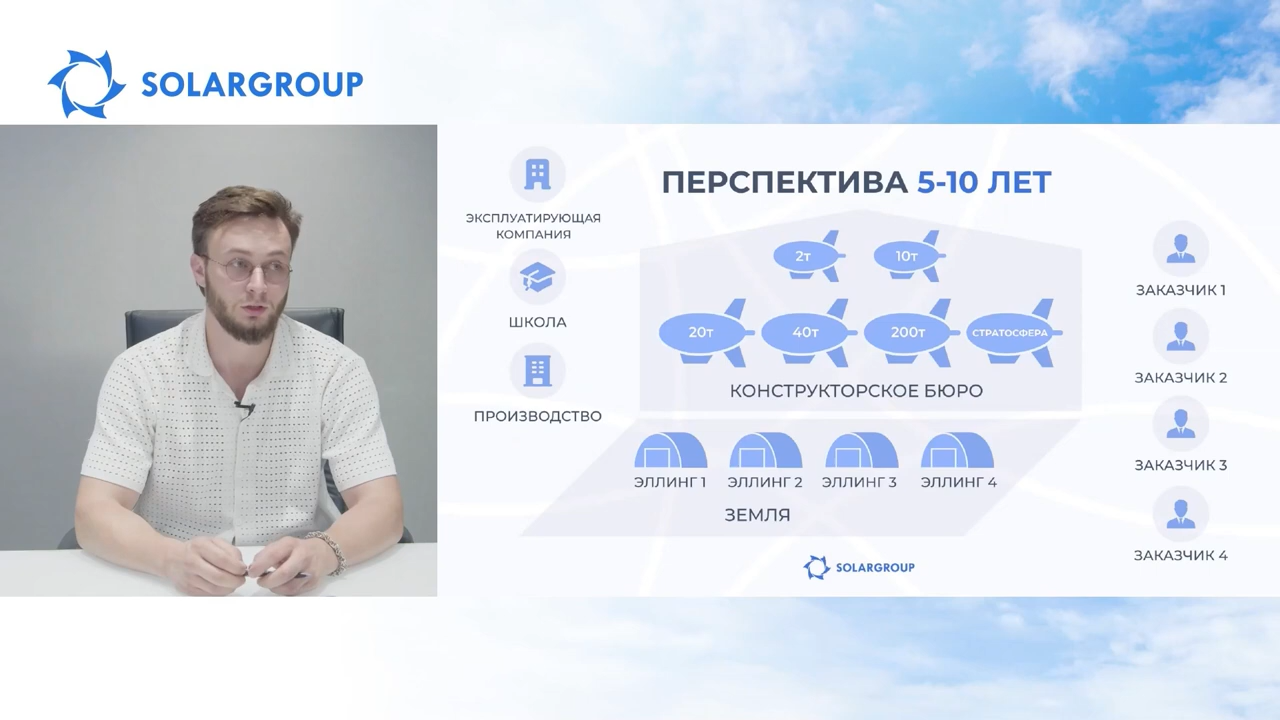 SOLARGROUP
ПЕРСПЕКТИВА 5-10 ЛЕТ
ЭКСПЛУАТИРУЮЩАЯ
КОМПАНИЯ
ШКОЛА
ПРОИЗВОДСТВО
2т
10т
20т
40т
200т
СТРАТОСФЕРА
КОНСТРУКТОРСКОЕ БЮРО
ЭЛЛИНГ 1
ЭЛЛИНГ 2
ЭЛЛИНГ 3
ЭЛЛИНГ 4
ЗЕМЛЯ
ЗАКАЗЧИК 1
ЗАКАЗЧИК 2
ЗАКАЗЧИК 3
ЗАКАЗЧИК 4
SOLARGROUP